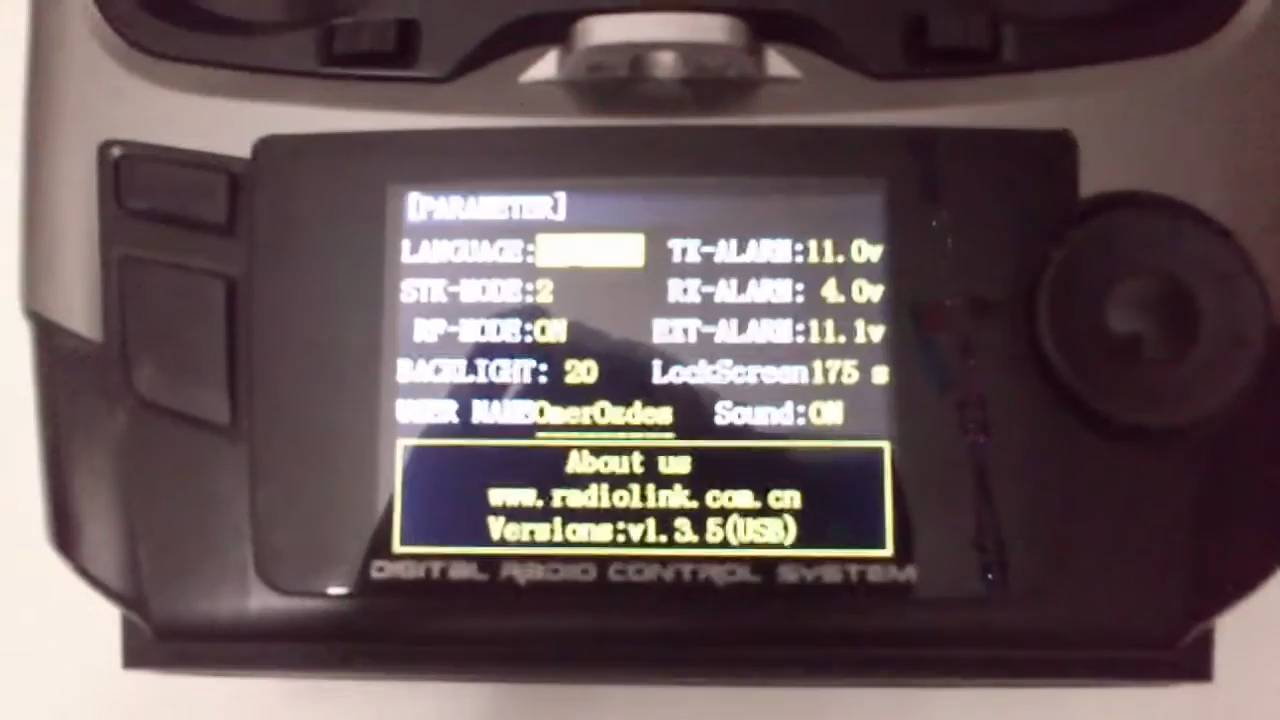 [PARAMETER]
LANGUAGE: TX-ALARM:11.0v
STK-MODE:2 RX-ALARM: 4.0v
RF-MODE:ON EXT-ALARM:11.1v
BACKLIGHT: 20 LockScreen175 s
USER NAME OmerOzdes Sound:ON
About us
www.radiolink.com.cn
Versions:v1.3.5(USB)
DIGITAL RADIO CONTROL SYSTEM